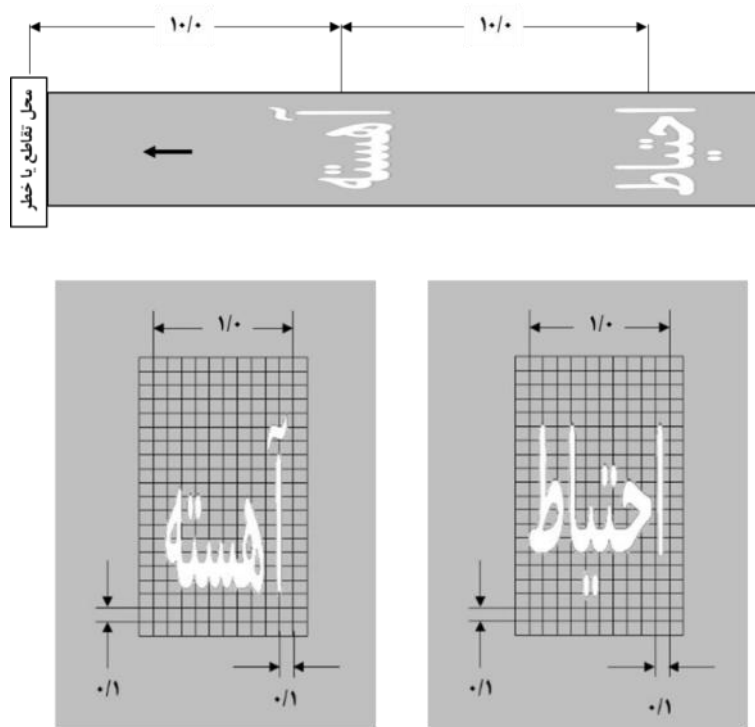 ۱۰/۰ ۱۰/۰
محل تقاطع یا خطر
آهسته
احتیاط
۱/۰
۱/۰
آهسته
احتیاط
۰/۱
۰/۱
۰/۱
۰/۱